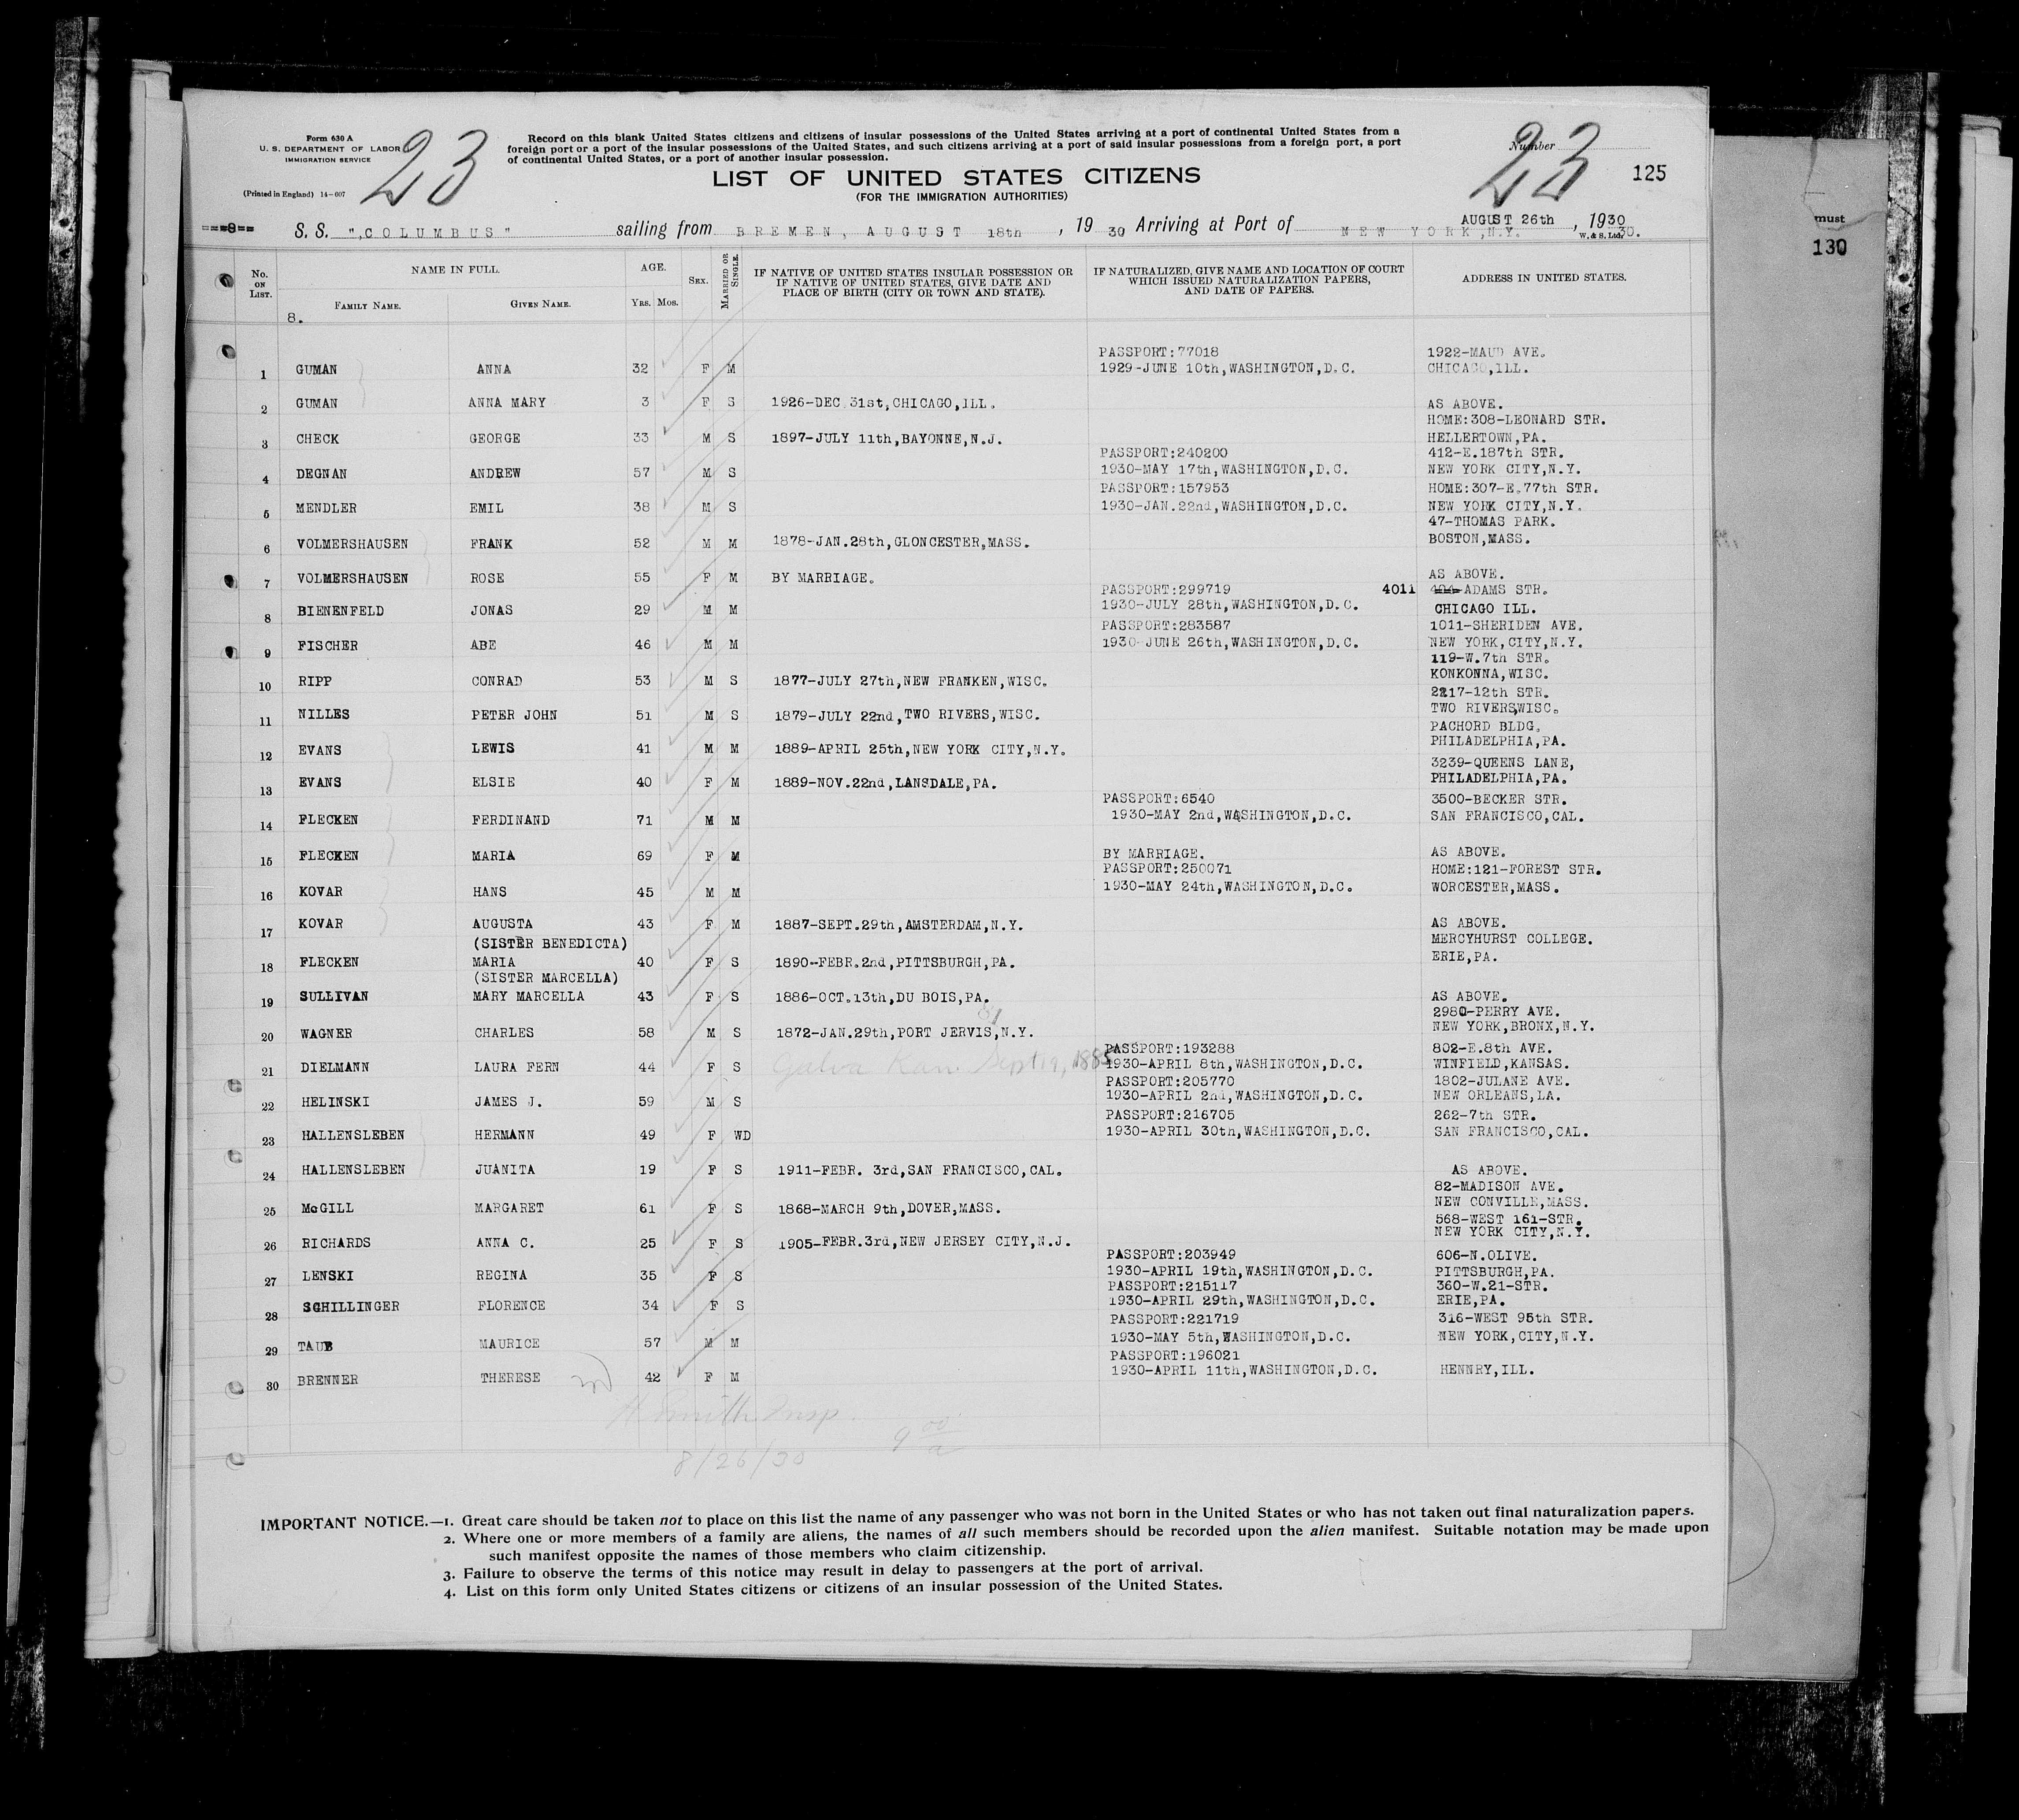 Form 630 A
U. S. DEPARTMENT OF LABOR
IMMIGRATION SERVICE
(Printed in England) 14-607
23
Record on this blank United States citizens and citizens of insular possessions of the United States arriving at a port of continental United States from a
foreign port or a port of the insular possessions of the United States, and such citizens arriving at a port of said insular possessions from a foreign port, a port
of continental United States, or a port of another insular possession.
Number
23
125
LIST OF UNITED STATES CITIZENS
(FOR THE IMMIGRATION AUTHORITIES)
==8== S. S. "COLUMBUS" sailing from BREMEN, AUGUST 18th, 1930 Arriving at Port of NEW YORK, N.Y. AUGUST 26th, 1930
W. & S. Ltd. 30.
must
130
No. ON LIST. NAME IN FULL. AGE. SEX. MARRIED OR SINGLE. IF NATIVE OF UNITED STATES INSULAR POSSESSION OR IF NATIVE OF UNITED STATES, GIVE DATE AND PLACE OF BIRTH (CITY OR TOWN AND STATE). IF NATURALIZED, GIVE NAME AND LOCATION OF COURT WHICH ISSUED NATURALIZATION PAPERS, AND DATE OF PAPERS. ADDRESS IN UNITED STATES.
FAMILY NAME. GIVEN NAME. YRS. MOS.
8.
PASSPORT:77018 1922-MAUD AVE.
1 GUMAN ANNA 32 F M 1929-JUNE 10th,WASHINGTON,D.C. CHICAGO,ILL.
2 GUMAN ANNA MARY 3 F S 1926-DEC 31st,CHICAGO,ILL. AS ABOVE.
HOME:308-LEONARD STR.
3 CHECK GEORGE 33 M S 1897-JULY 11th,BAYONNE,N.J. HELLERTOWN,PA.
PASSPORT:240200 412-E.187th STR.
4 DEGNAN ANDREW 57 M S 1930-MAY 17th,WASHINGTON,D.C. NEW YORK CITY,N.Y.
PASSPORT:157953 HOME:307-E.77th STR.
5 MENDLER EMIL 38 M S 1930-JAN.22nd,WASHINGTON,D.C. NEW YORK CITY,N.Y.
47-THOMAS PARK.
6 VOLMERSHAUSEN FRANK 52 M M 1878-JAN.28th,GLONCESTER,MASS. BOSTON,MASS.
7 VOLMERSHAUSEN ROSE 55 F M BY MARRIAGE. AS ABOVE.
PASSPORT:299719 4011 ADAMS STR.
8 BIENENFELD JONAS 29 M M 1930-JULY 28th,WASHINGTON,D.C. CHICAGO ILL.
PASSPORT:283587 1011-SHERIDEN AVE.
9 FISCHER ABE 46 M M 1930-JUNE 26th,WASHINGTON,D.C. NEW YORK,CITY,N.Y.
119-W.7th STR.
10 RIPP CONRAD 53 M S 1877-JULY 27th,NEW FRANKEN,WISC. KONKONNA,WISC.
2217-12th STR.
11 NILLES PETER JOHN 51 M S 1879-JULY 22nd,TWO RIVERS,WISC. TWO RIVERS,WISC.
PACHORD BLDG.
12 EVANS LEWIS 41 M M 1889-APRIL 25th,NEW YORK CITY,N.Y. PHILADELPHIA,PA.
3239-QUEENS LANE,
13 EVANS ELSIE 40 F M 1889-NOV.22nd,LANSDALE,PA. PHILADELPHIA,PA.
PASSPORT:6540 3500-BECKER STR.
14 FLECKEN FERDINAND 71 M M 1930-MAY 2nd,WASHINGTON,D.C. SAN FRANCISCO,CAL.
15 FLECKEN MARIA 69 F M BY MARRIAGE. AS ABOVE.
PASSPORT:250071 HOME:121-FOREST STR.
16 KOVAR HANS 45 M M 1930-MAY 24th,WASHINGTON,D.C. WORCESTER,MASS.
17 KOVAR AUGUSTA 43 F M 1887-SEPT.29th,AMSTERDAM,N.Y. AS ABOVE.
(SISTER BENEDICTA) MERCYHURST COLLEGE.
18 FLECKEN MARIA 40 F S 1890-FEBR.2nd,PITTSBURGH,PA. ERIE,PA.
(SISTER MARCELLA)
19 SULLIVAN MARY MARCELLA 43 F S 1886-OCT.13th,DU BOIS,PA. AS ABOVE.
2980-PERRY AVE.
20 WAGNER CHARLES 58 M S 1872-JAN.29th,PORT JERVIS,N.Y. NEW YORK,BRONX,N.Y.
PASSPORT:193288 802-E.8th AVE.
21 DIELMANN LAURA FERN 44 F S Galva Kan. Sept 19, 1885 1930-APRIL 8th,WASHINGTON,D.C. WINFIELD,KANSAS.
PASSPORT:205770 1802-JULANE AVE.
22 HELINSKI JAMES J. 59 M S 1930-APRIL 2nd,WASHINGTON,D.C. NEW ORLEANS,LA.
PASSPORT:216705 262-7th STR.
23 HALLENSLEBEN HERMANN 49 F WD 1930-APRIL 30th,WASHINGTON,D.C. SAN FRANCISCO,CAL.
24 HALLENSLEBEN JUANITA 19 F S 1911-FEBR. 3rd,SAN FRANCISCO,CAL. AS ABOVE.
82-MADISON AVE.
25 McGILL MARGARET 61 F S 1868-MARCH 9th,DOVER,MASS. NEW CONVILLE,MASS.
568-WEST 161-STR.
26 RICHARDS ANNA C. 25 F S 1905-FEBR.3rd,NEW JERSEY CITY,N.J. NEW YORK CITY,N.Y.
PASSPORT:203949 606-N.OLIVE.
27 LENSKI REGINA 35 F S 1930-APRIL 19th,WASHINGTON,D.C. PITTSBURGH,PA.
PASSPORT:215117 360-W.21-STR.
28 SCHILLINGER FLORENCE 34 F S 1930-APRIL 29th,WASHINGTON,D.C. ERIE,PA.
PASSPORT:221719 316-WEST 95th STR.
29 TAUB MAURICE 57 M M 1930-MAY 5th,WASHINGTON,D.C. NEW YORK,CITY,N.Y.
PASSPORT:196021
30 BRENNER THERESE 42 F M 1930-APRIL 11th,WASHINGTON,D.C. HENNRY,ILL.
Smith Insp.
9 00 a
8/26/30
IMPORTANT NOTICE.—1. Great care should be taken not to place on this list the name of any passenger who was not born in the United States or who has not taken out final naturalization papers.
2. Where one or more members of a family are aliens, the names of all such members should be recorded upon the alien manifest. Suitable notation may be made upon
such manifest opposite the names of those members who claim citizenship.
3. Failure to observe the terms of this notice may result in delay to passengers at the port of arrival.
4. List on this form only United States citizens or citizens of an insular possession of the United States.